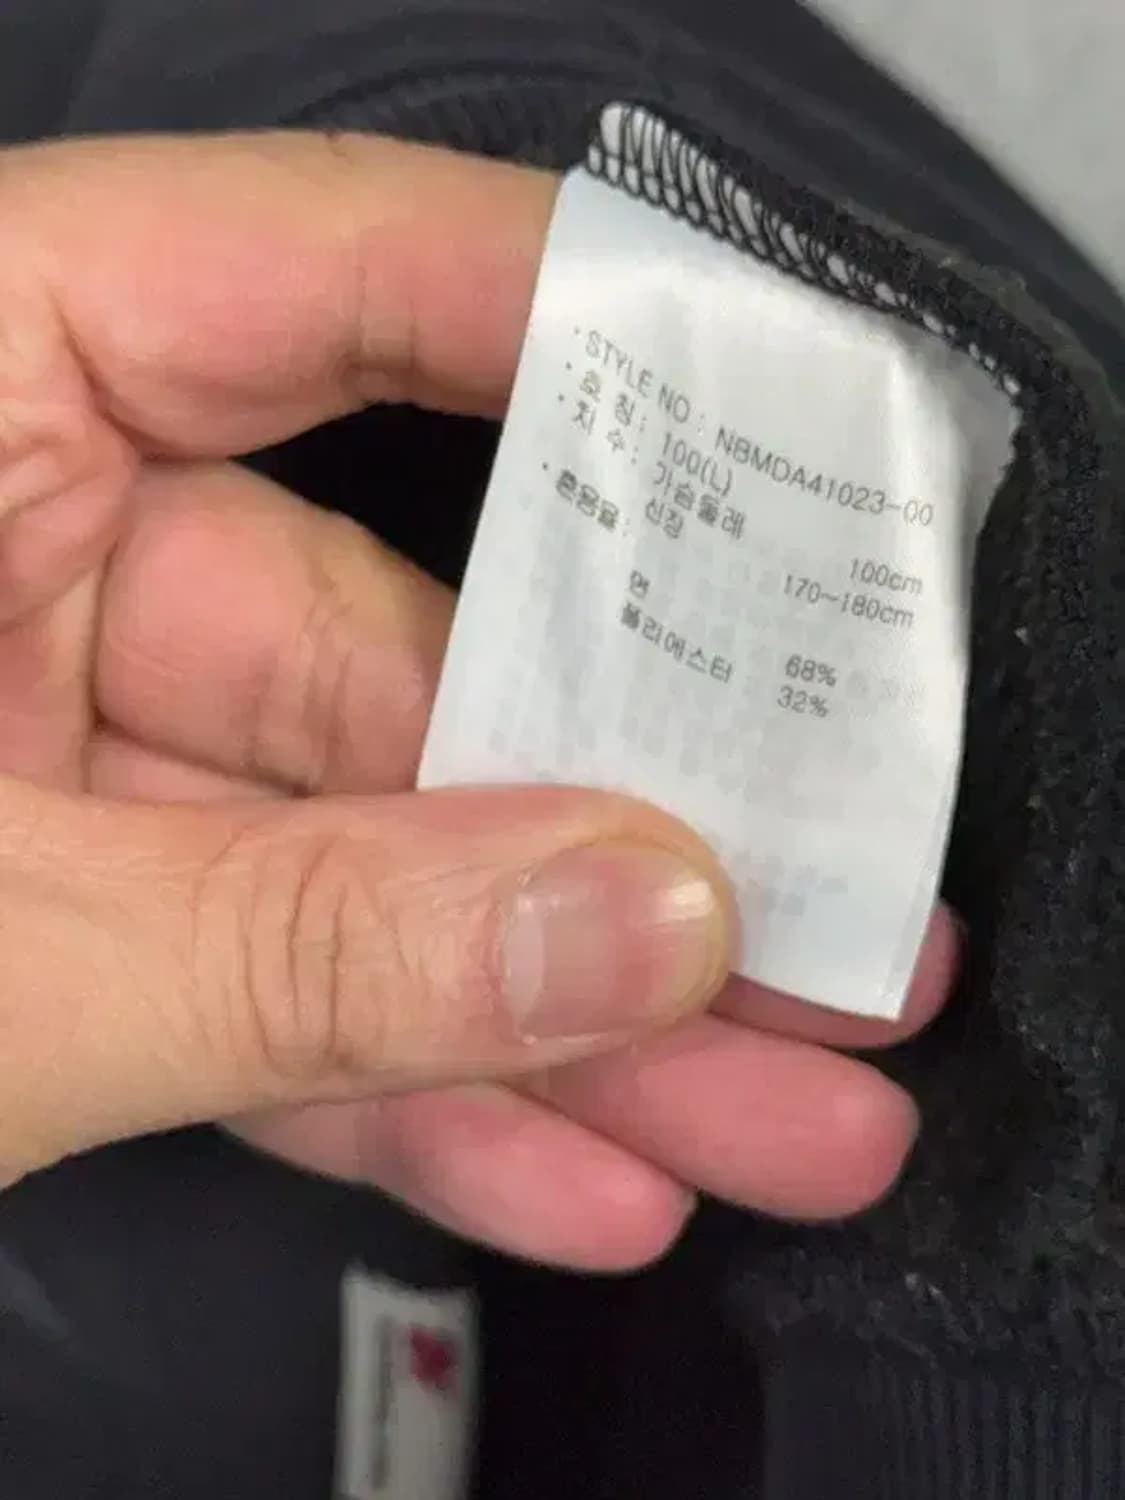 · STYLE NO : NBMDA41023-00
· 호 칭 : 100(L)
· 치 수 : 가슴둘레 100cm
신장 170~180cm
· 혼용율 :
면 68%
폴리에스터 32%